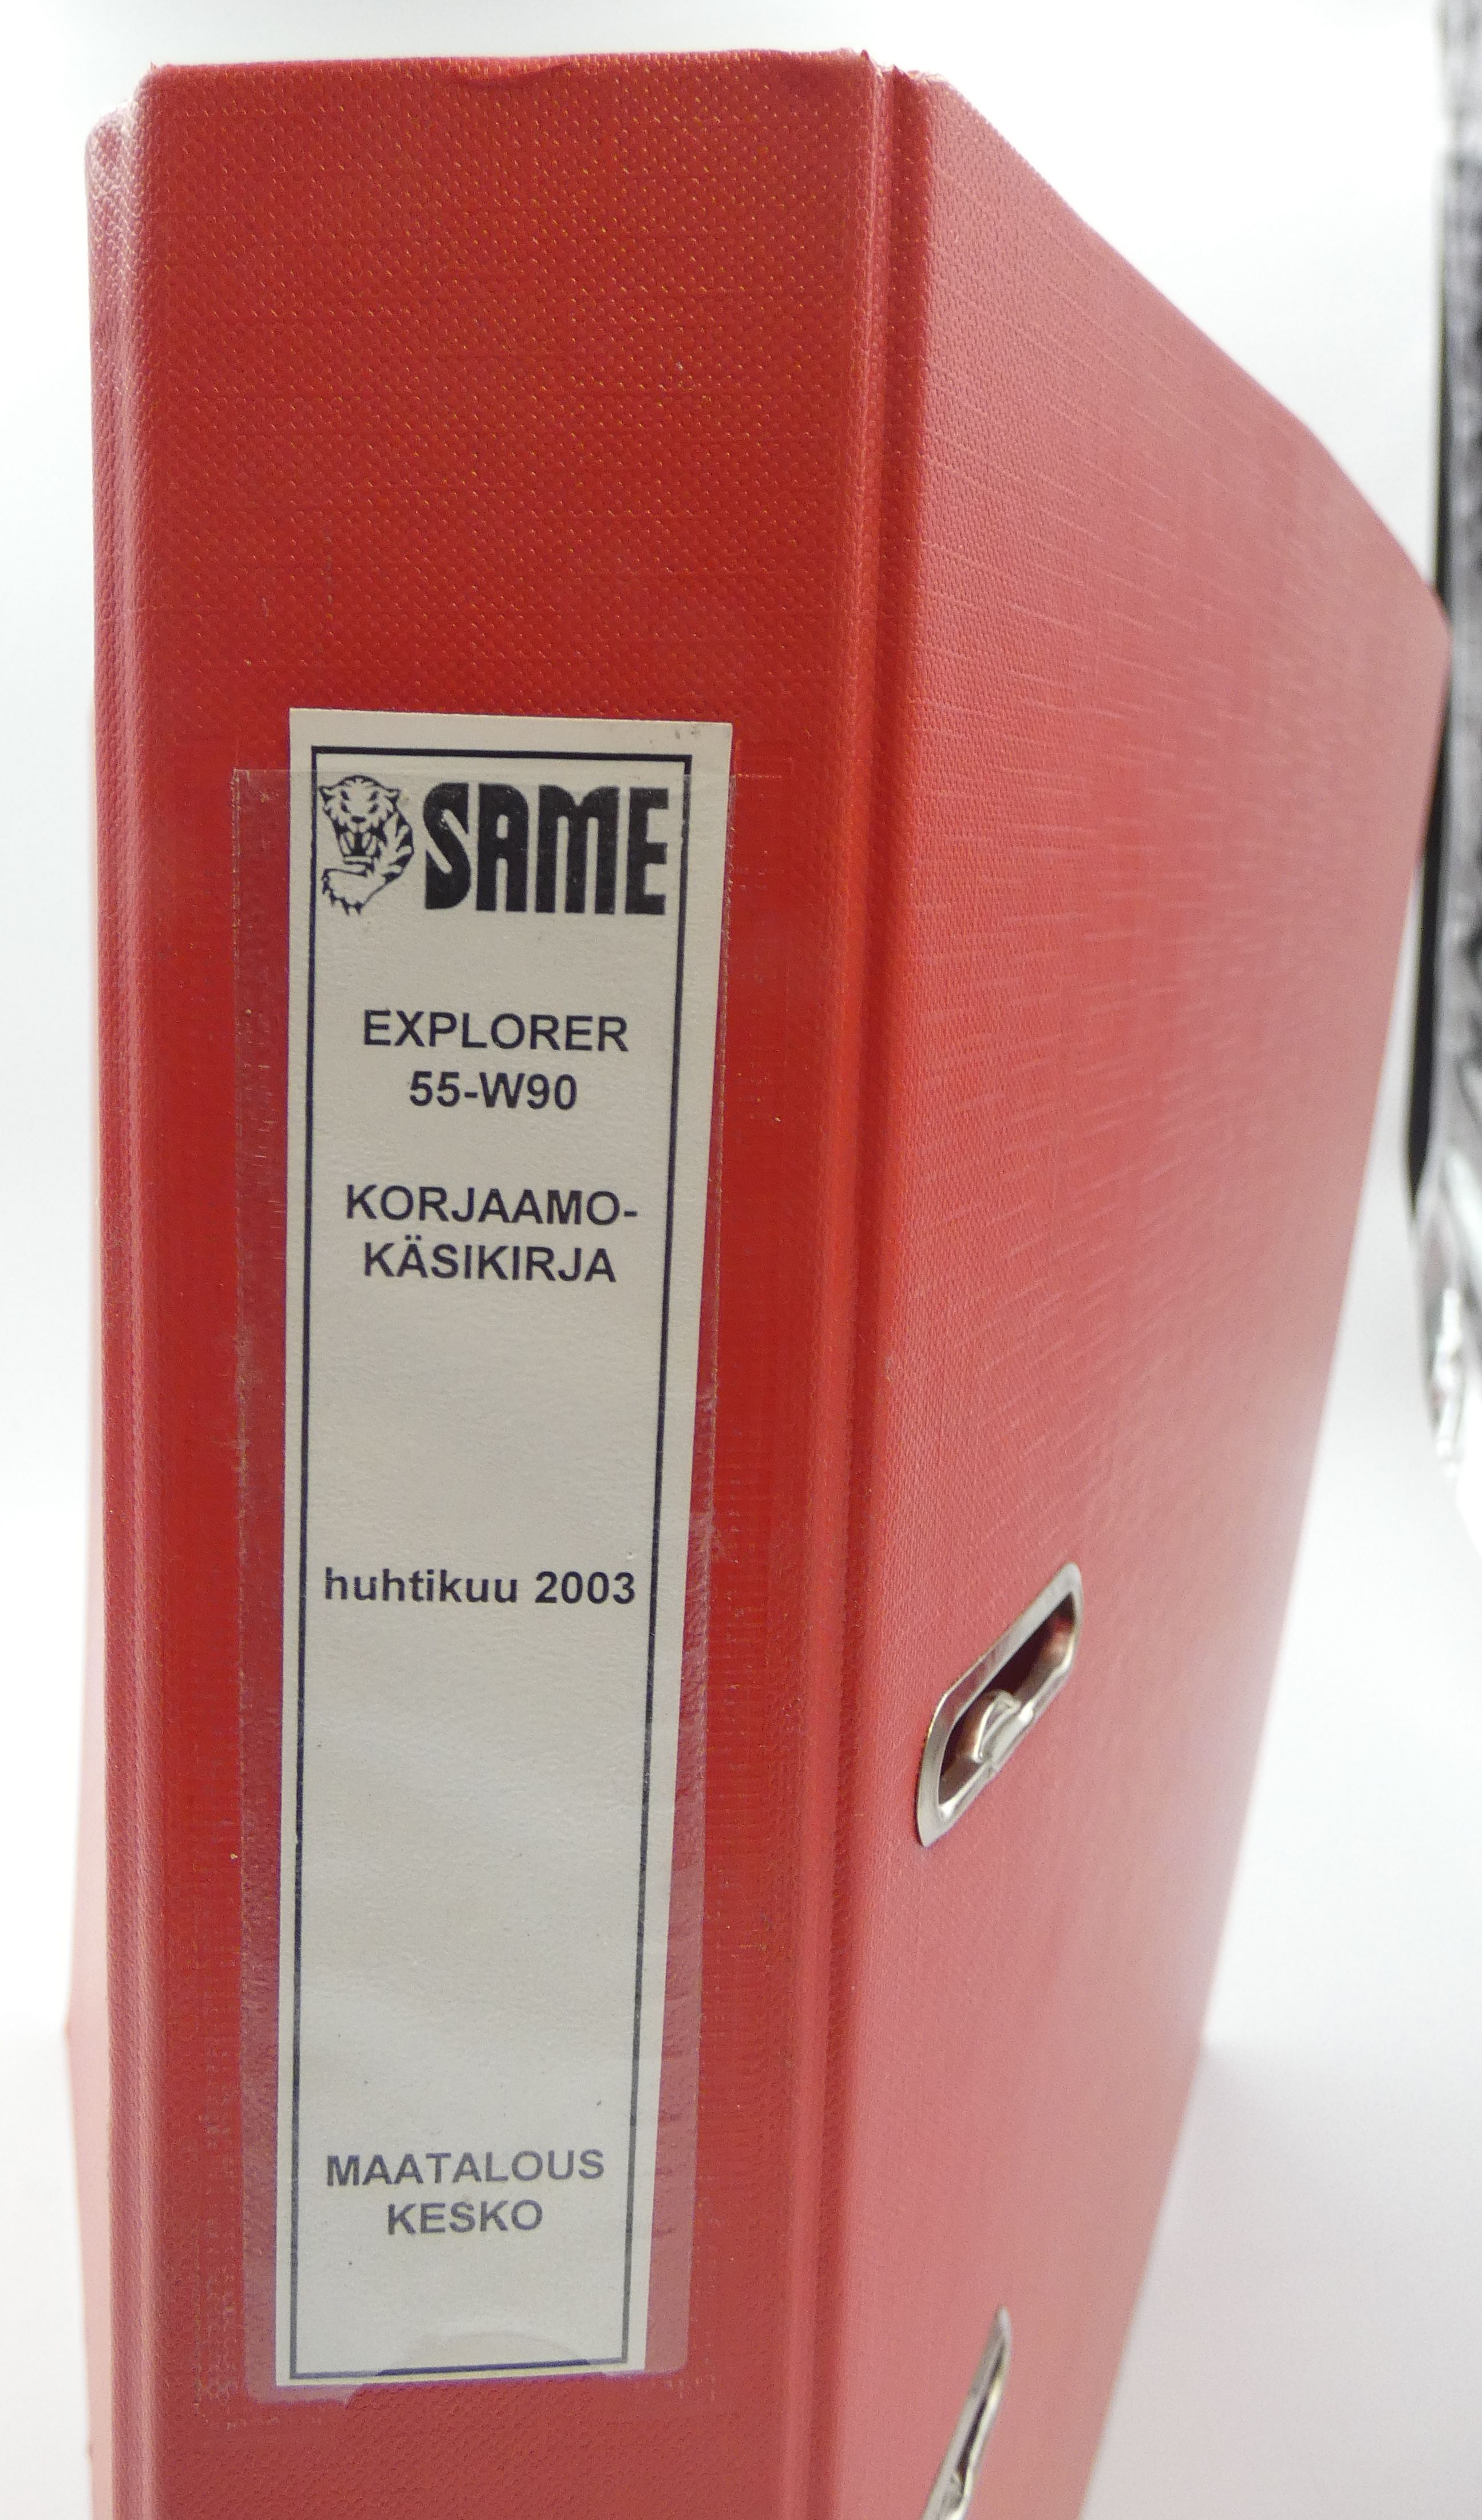 SAME
EXPLORER
55-W90
KORJAAMO-
KÄSIKIRJA
huhtikuu 2003
MAATALOUS
KESKO